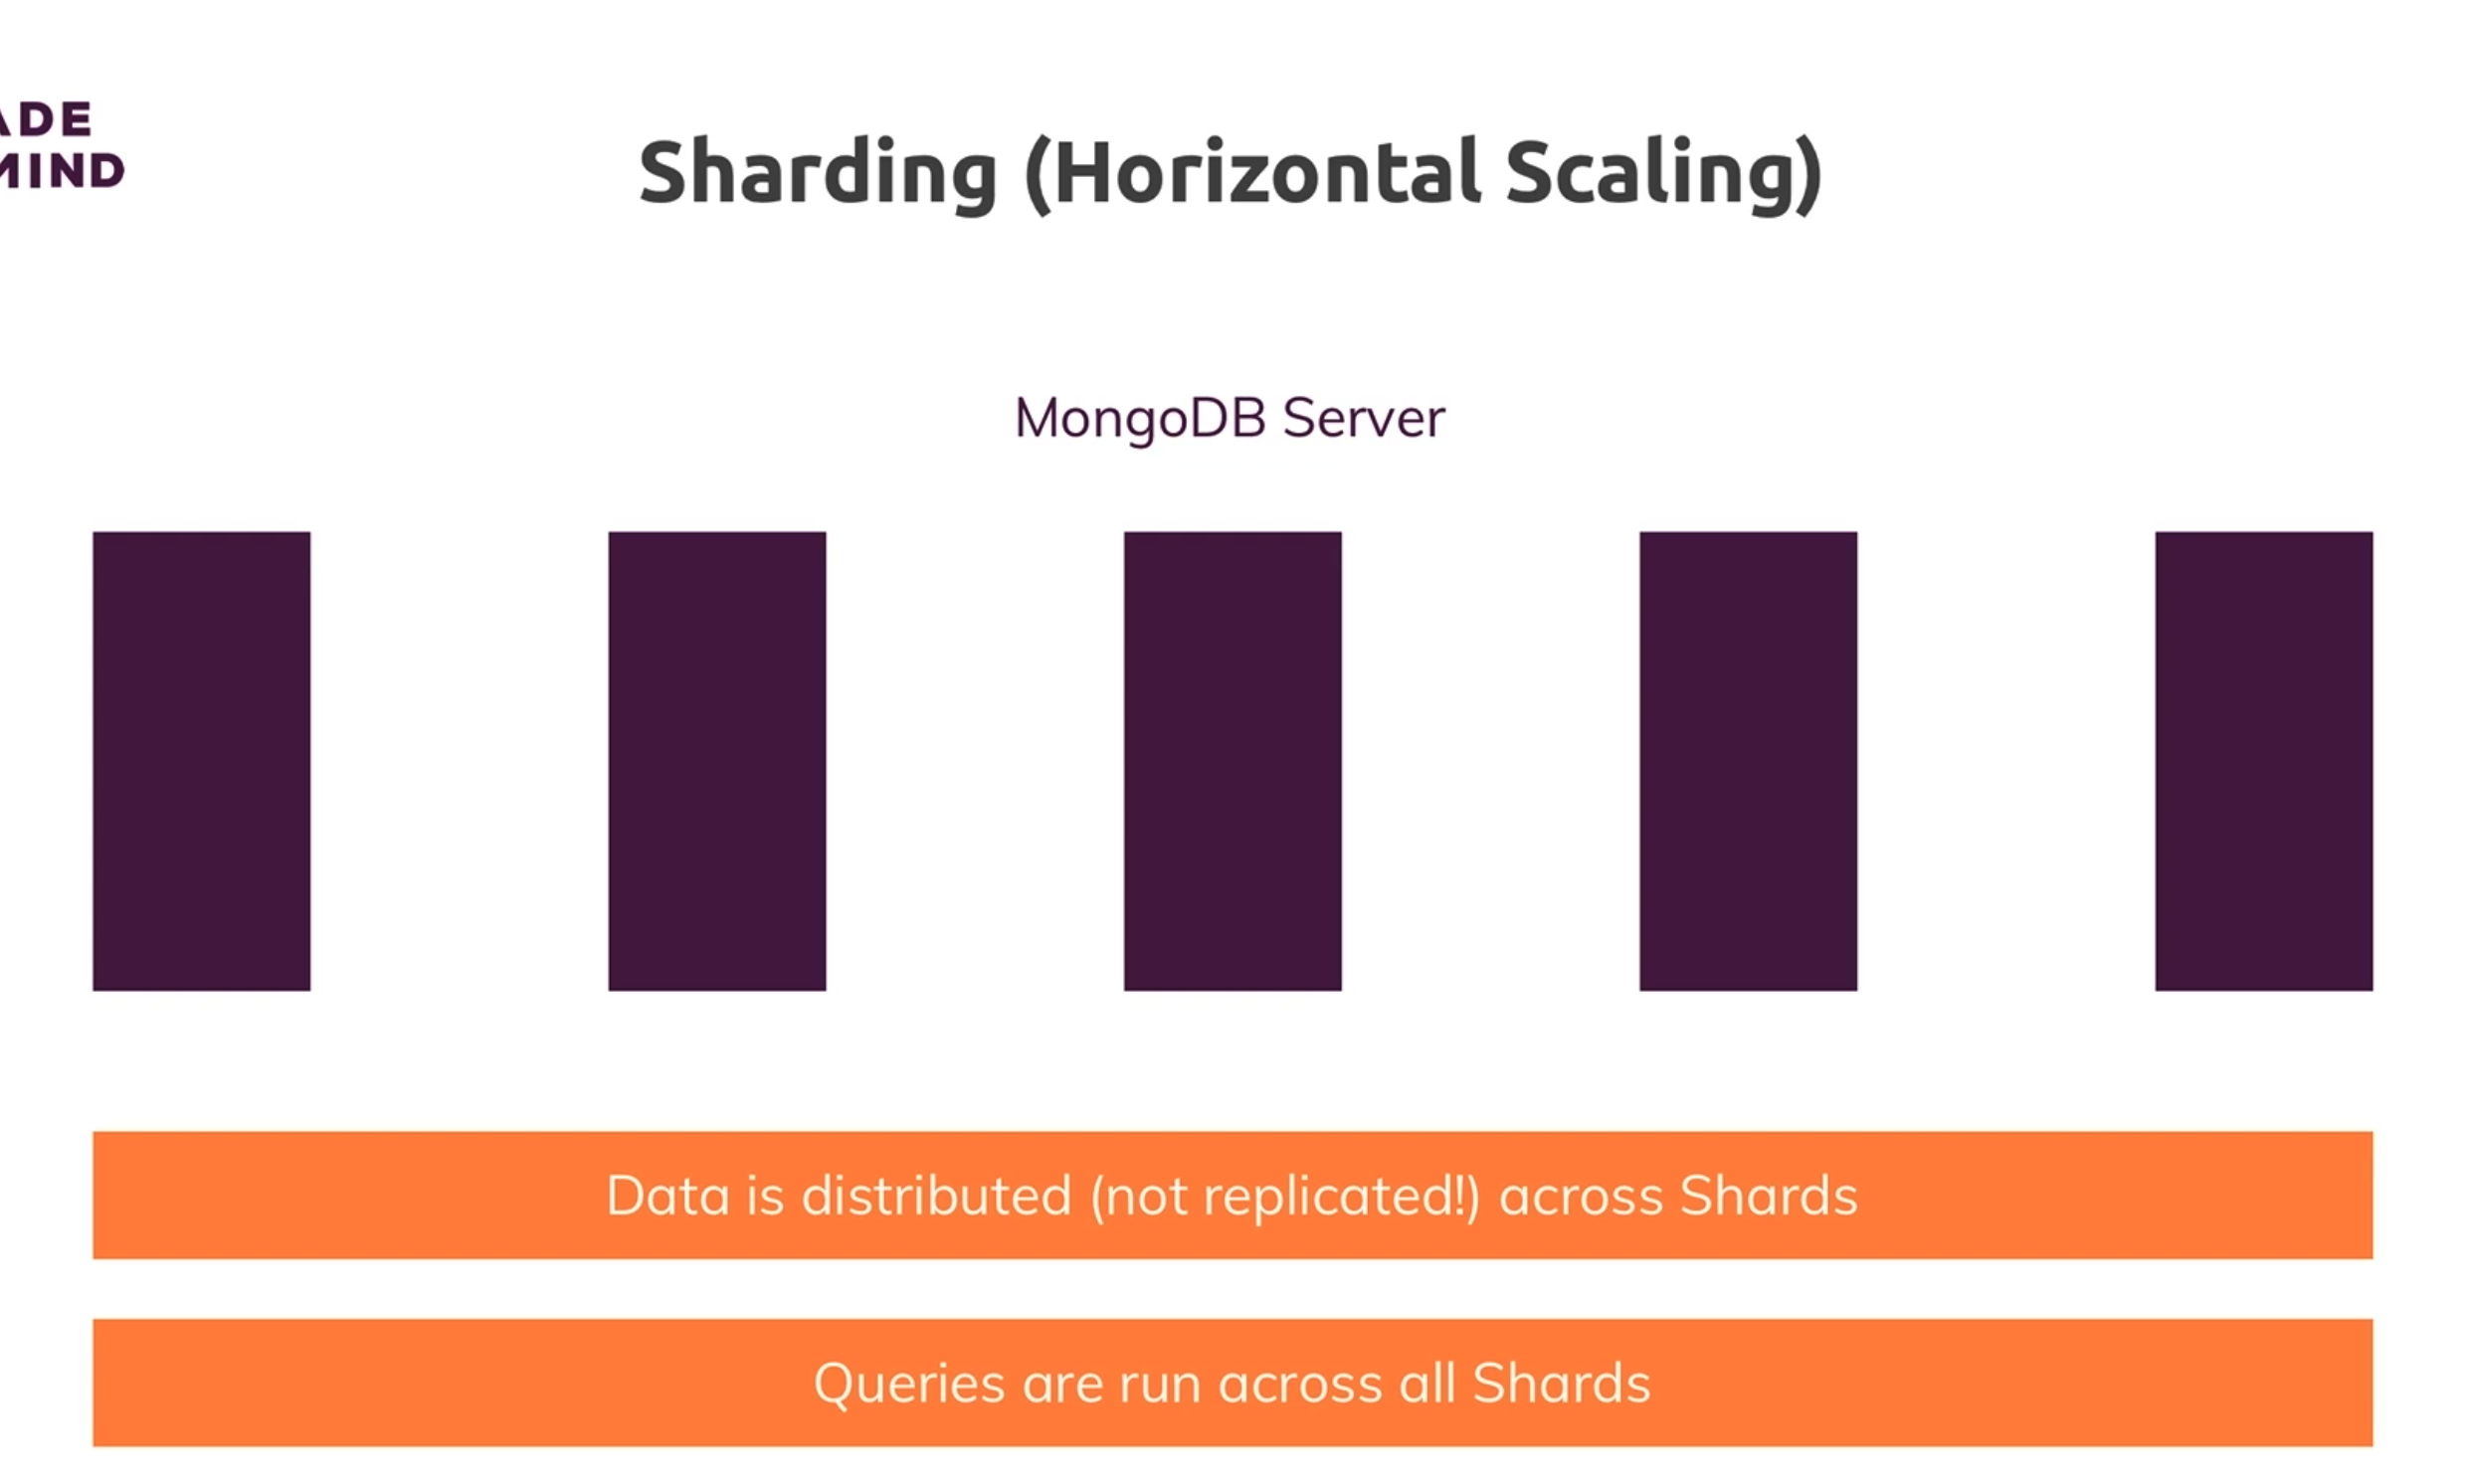 ADE
MIND
Sharding (Horizontal Scaling)
MongoDB Server
Data is distributed (not replicated!) across Shards
Queries are run across all Shards